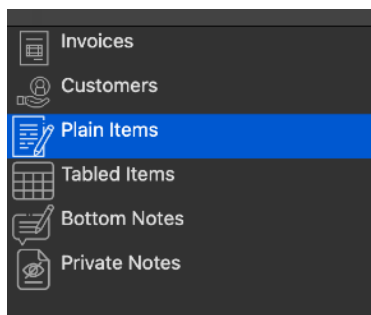 Invoices
Customers
Plain Items
Tabled Items
Bottom Notes
Private Notes